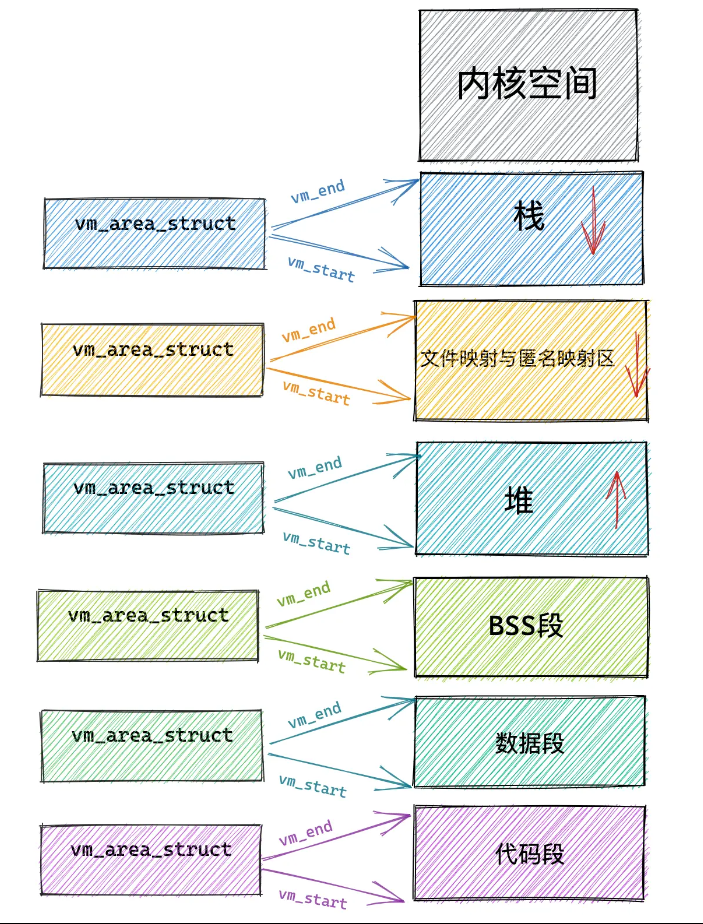 内核空间
vm_area_struct
vm_end
vm_start
栈
vm_area_struct
vm_end
vm_start
文件映射与匿名映射区
vm_area_struct
vm_end
vm_start
堆
vm_area_struct
vm_end
vm_start
BSS段
vm_area_struct
vm_end
vm_start
数据段
vm_area_struct
vm_end
vm_start
代码段